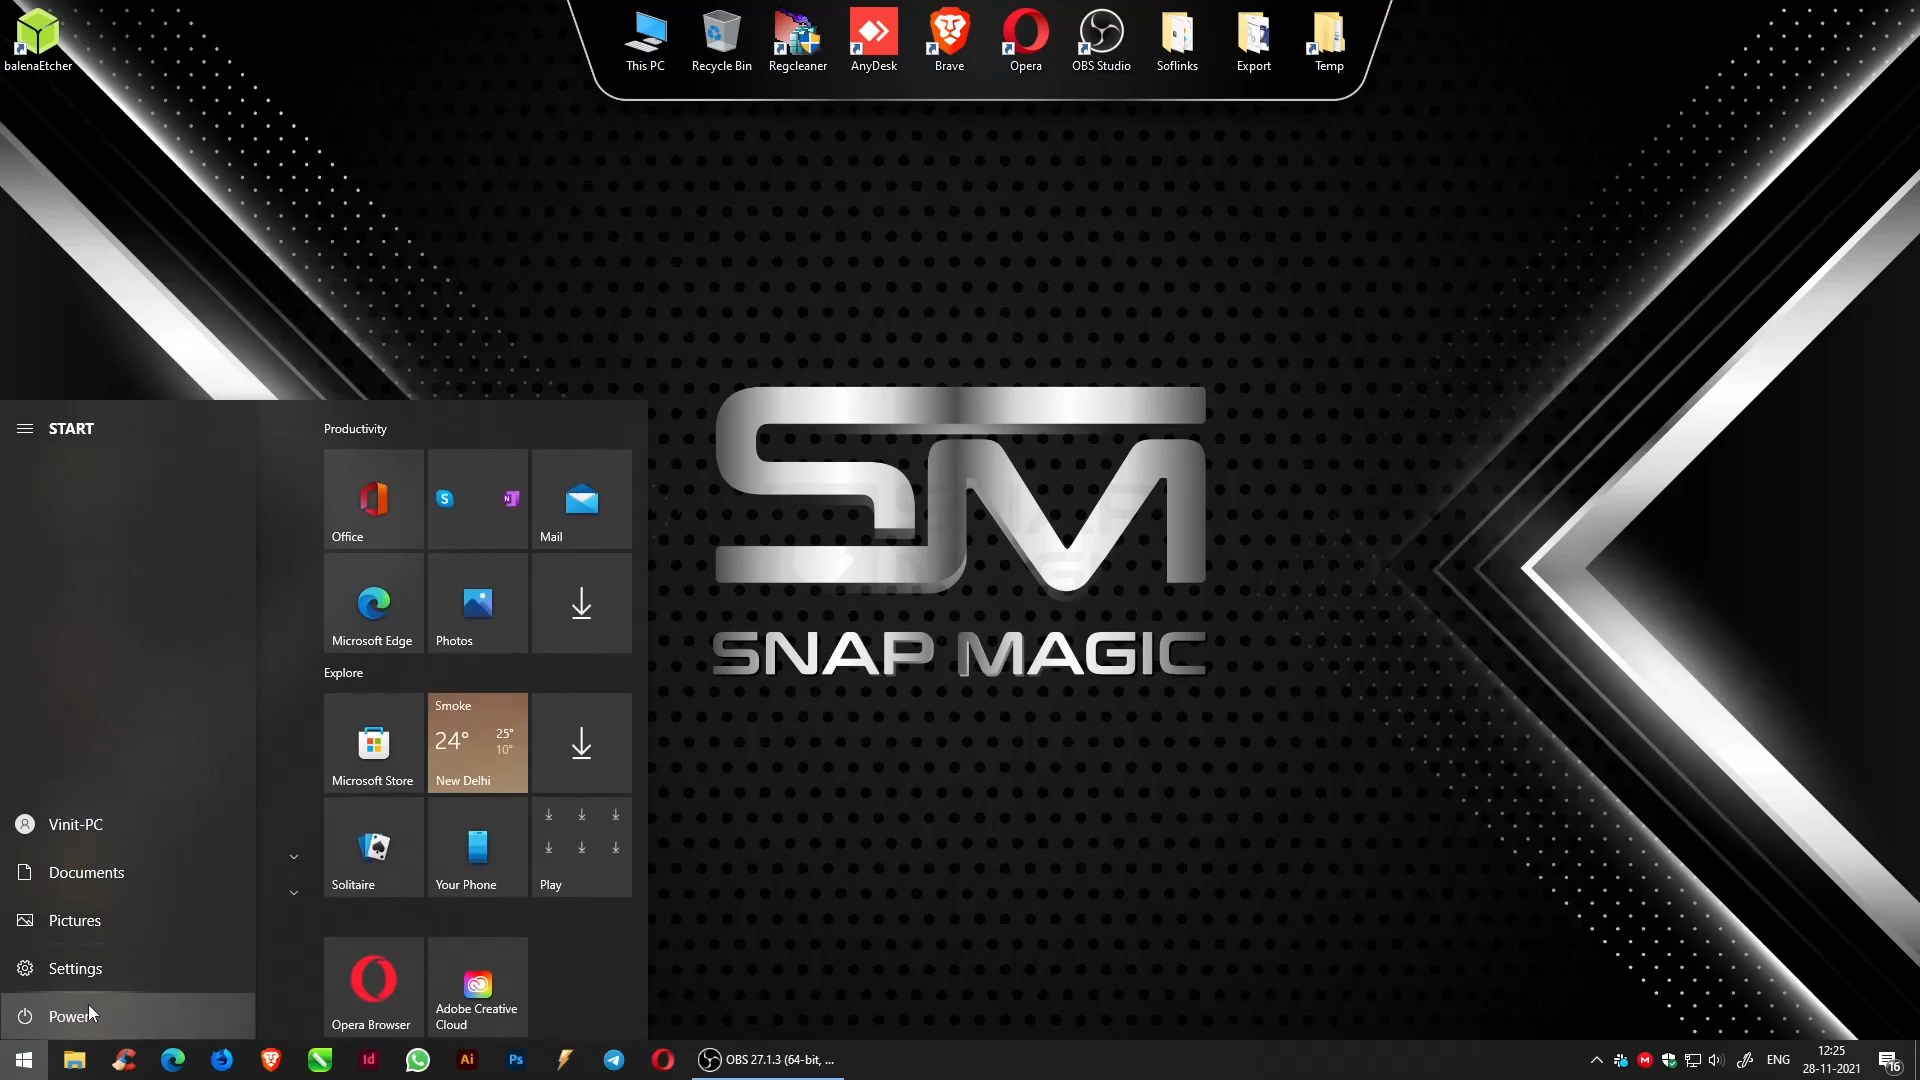 balenaEtcher
This PC
Recycle Bin
Regcleaner
AnyDesk
Brave
Opera
OBS Studio
Soflinks
Export
Temp
SM
SNAP MAGIC
START
Vinit-PC
Documents
Pictures
Settings
Power
Productivity
Office
S
N
Mail
Microsoft Edge
Photos
Explore
Microsoft Store
Smoke
24° 25°
10°
New Delhi
Solitaire
Your Phone
Play
Opera Browser
Adobe Creative
Cloud
Id
Ai
Ps
OBS 27.1.3 (64-bit, ...
M
ENG
12:25
28-11-2021
16